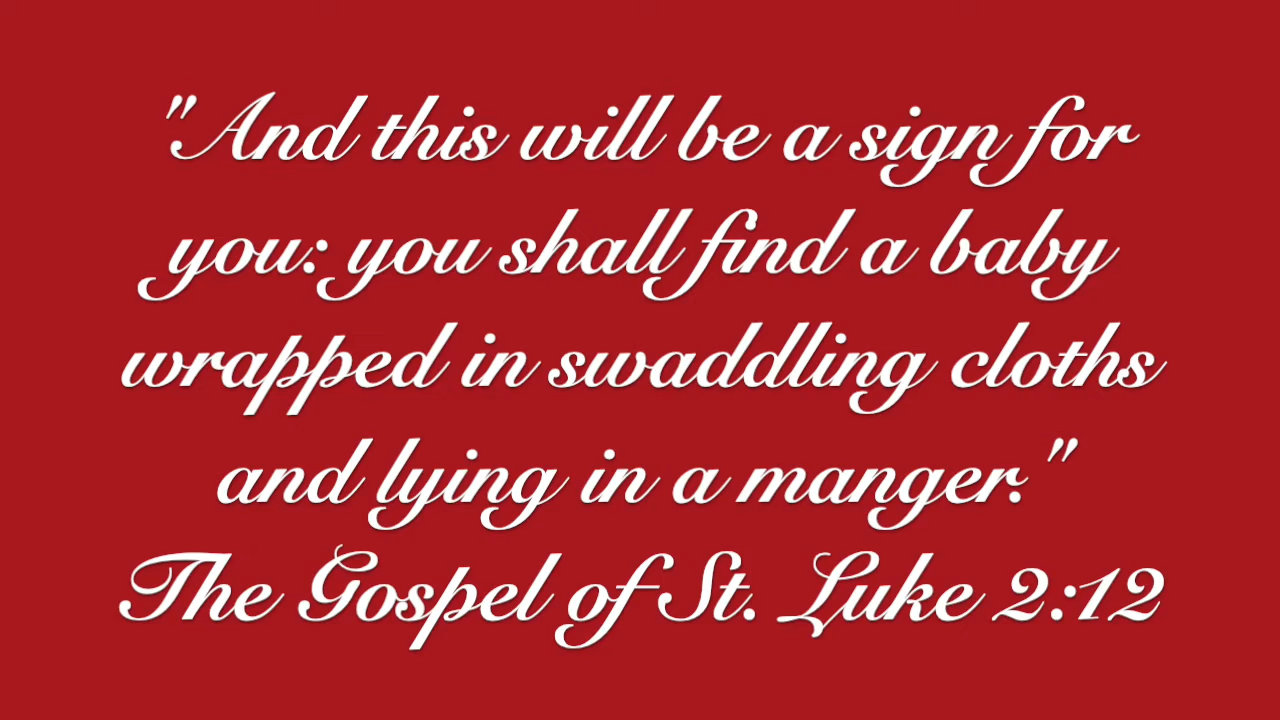 "And this will be a sign for
you: you shall find a baby
wrapped in swaddling cloths
and lying in a manger."
The Gospel of St. Luke 2:12